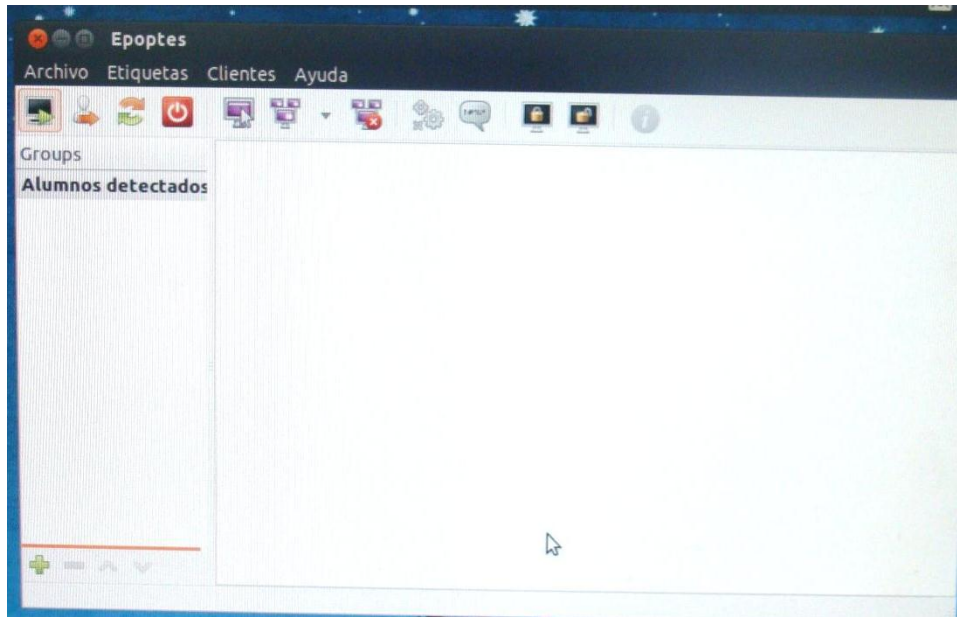 Epoptes
Archivo Etiquetas Clientes Ayuda
Groups
Alumnos detectados